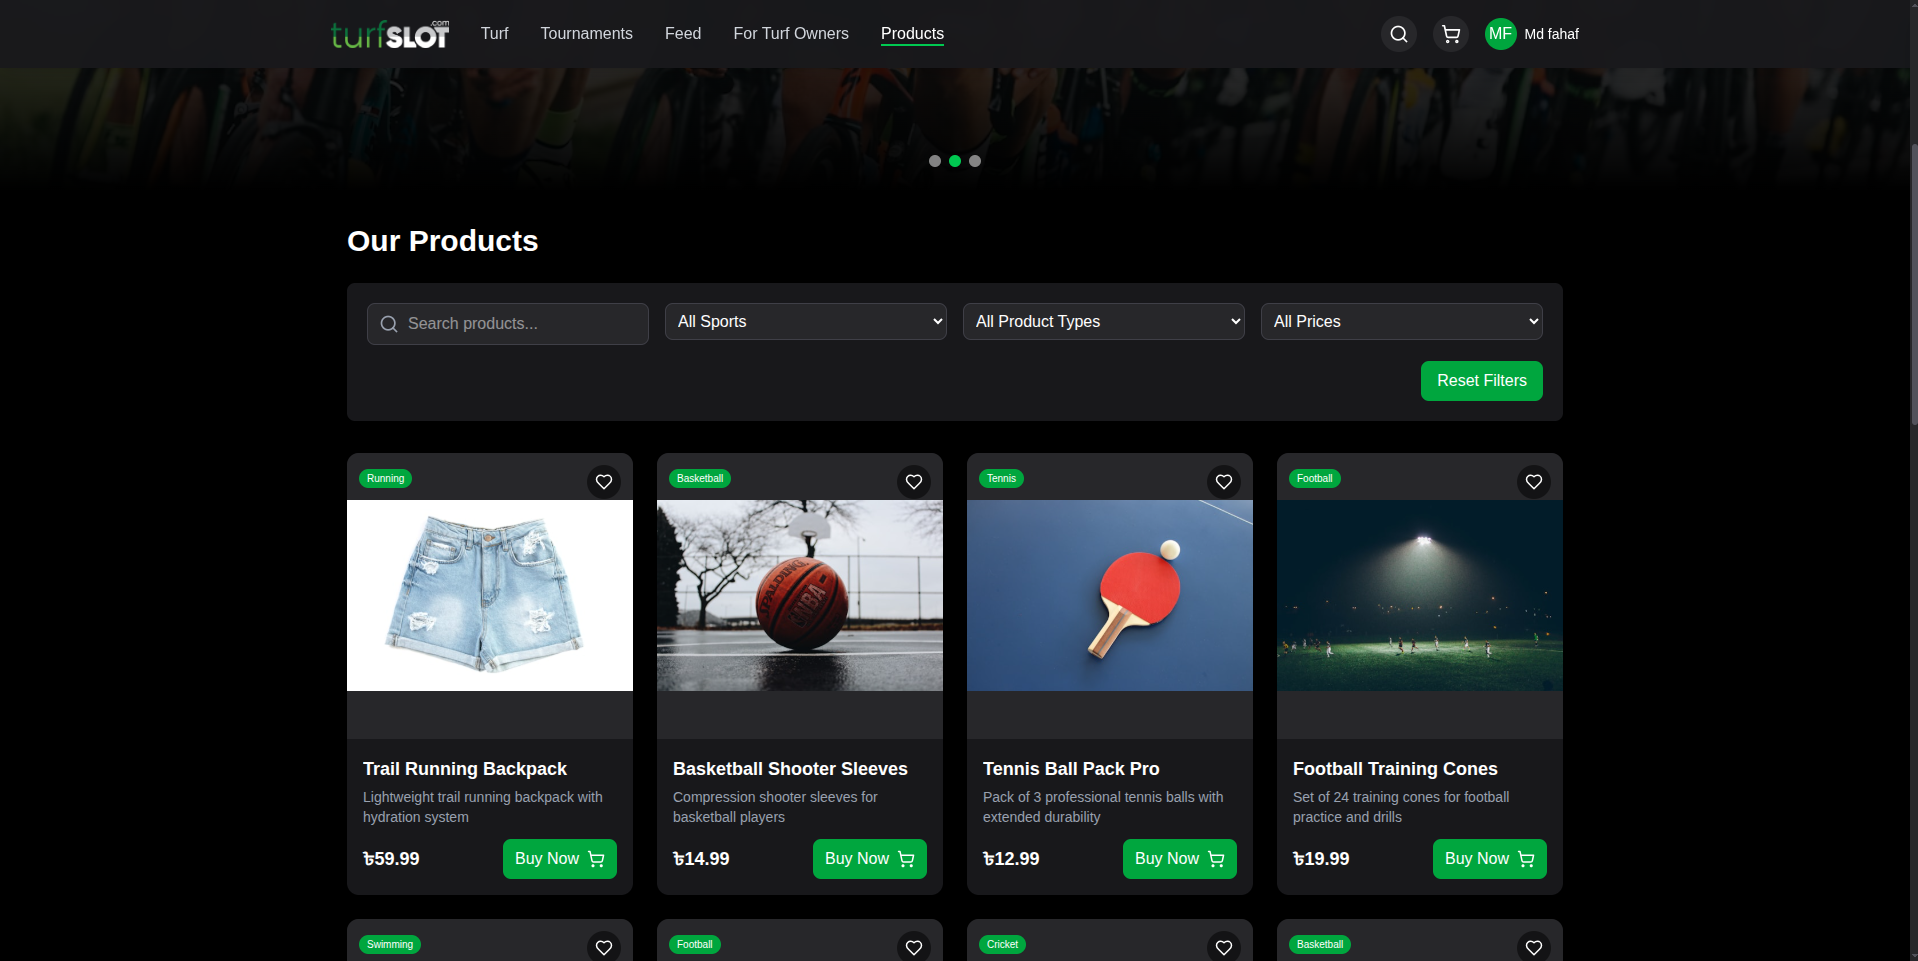 turfSLOT.com
Turf
Tournaments
Feed
For Turf Owners
Products
MF
Md fahaf
Our Products
Search products...
All Sports
All Product Types
All Prices
Reset Filters
Running
Basketball
Tennis
Football
SPALDING
Trail Running Backpack
Lightweight trail running backpack with
hydration system
৳59.99
Buy Now
Basketball Shooter Sleeves
Compression shooter sleeves for
basketball players
৳14.99
Buy Now
Tennis Ball Pack Pro
Pack of 3 professional tennis balls with
extended durability
৳12.99
Buy Now
Football Training Cones
Set of 24 training cones for football
practice and drills
৳19.99
Buy Now
Swimming
Football
Cricket
Basketball